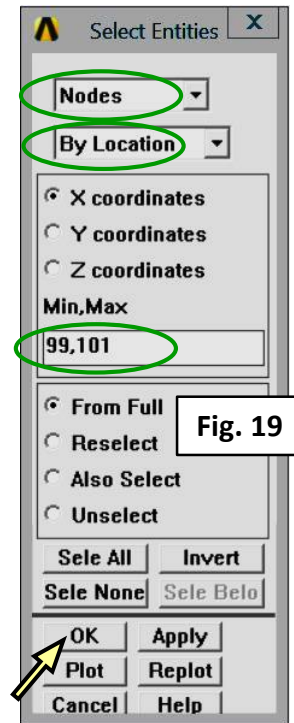 Select Entities X
Nodes
By Location
X coordinates
Y coordinates
Z coordinates
Min,Max
99,101
From Full
Reselect
Also Select
Unselect
Fig. 19
Sele All Invert
Sele None Sele Belo
OK Apply
Plot Replot
Cancel Help